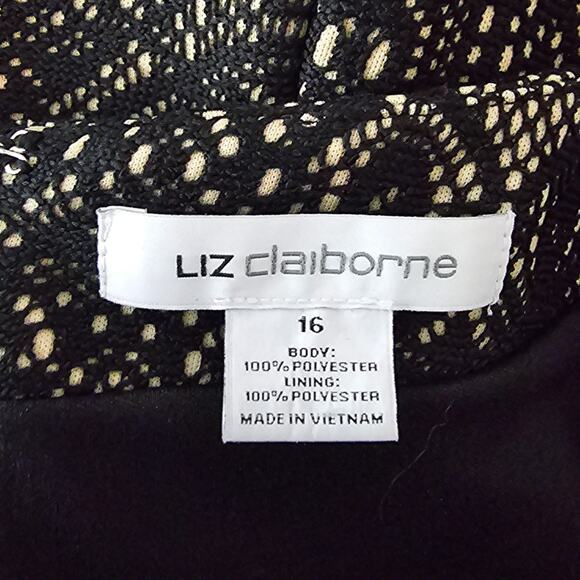 LIZ claiborne
16
BODY:
100% POLYESTER
LINING:
100% POLYESTER
MADE IN VIETNAM